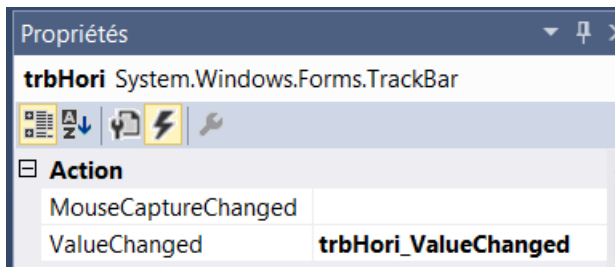 Propriétés
trbHori System.Windows.Forms.TrackBar
Action
MouseCaptureChanged
ValueChanged trbHori_ValueChanged